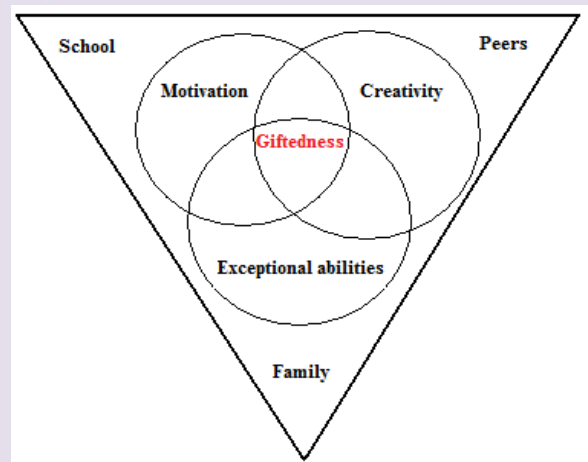 School
Peers
Motivation
Creativity
Giftedness
Exceptional abilities
Family